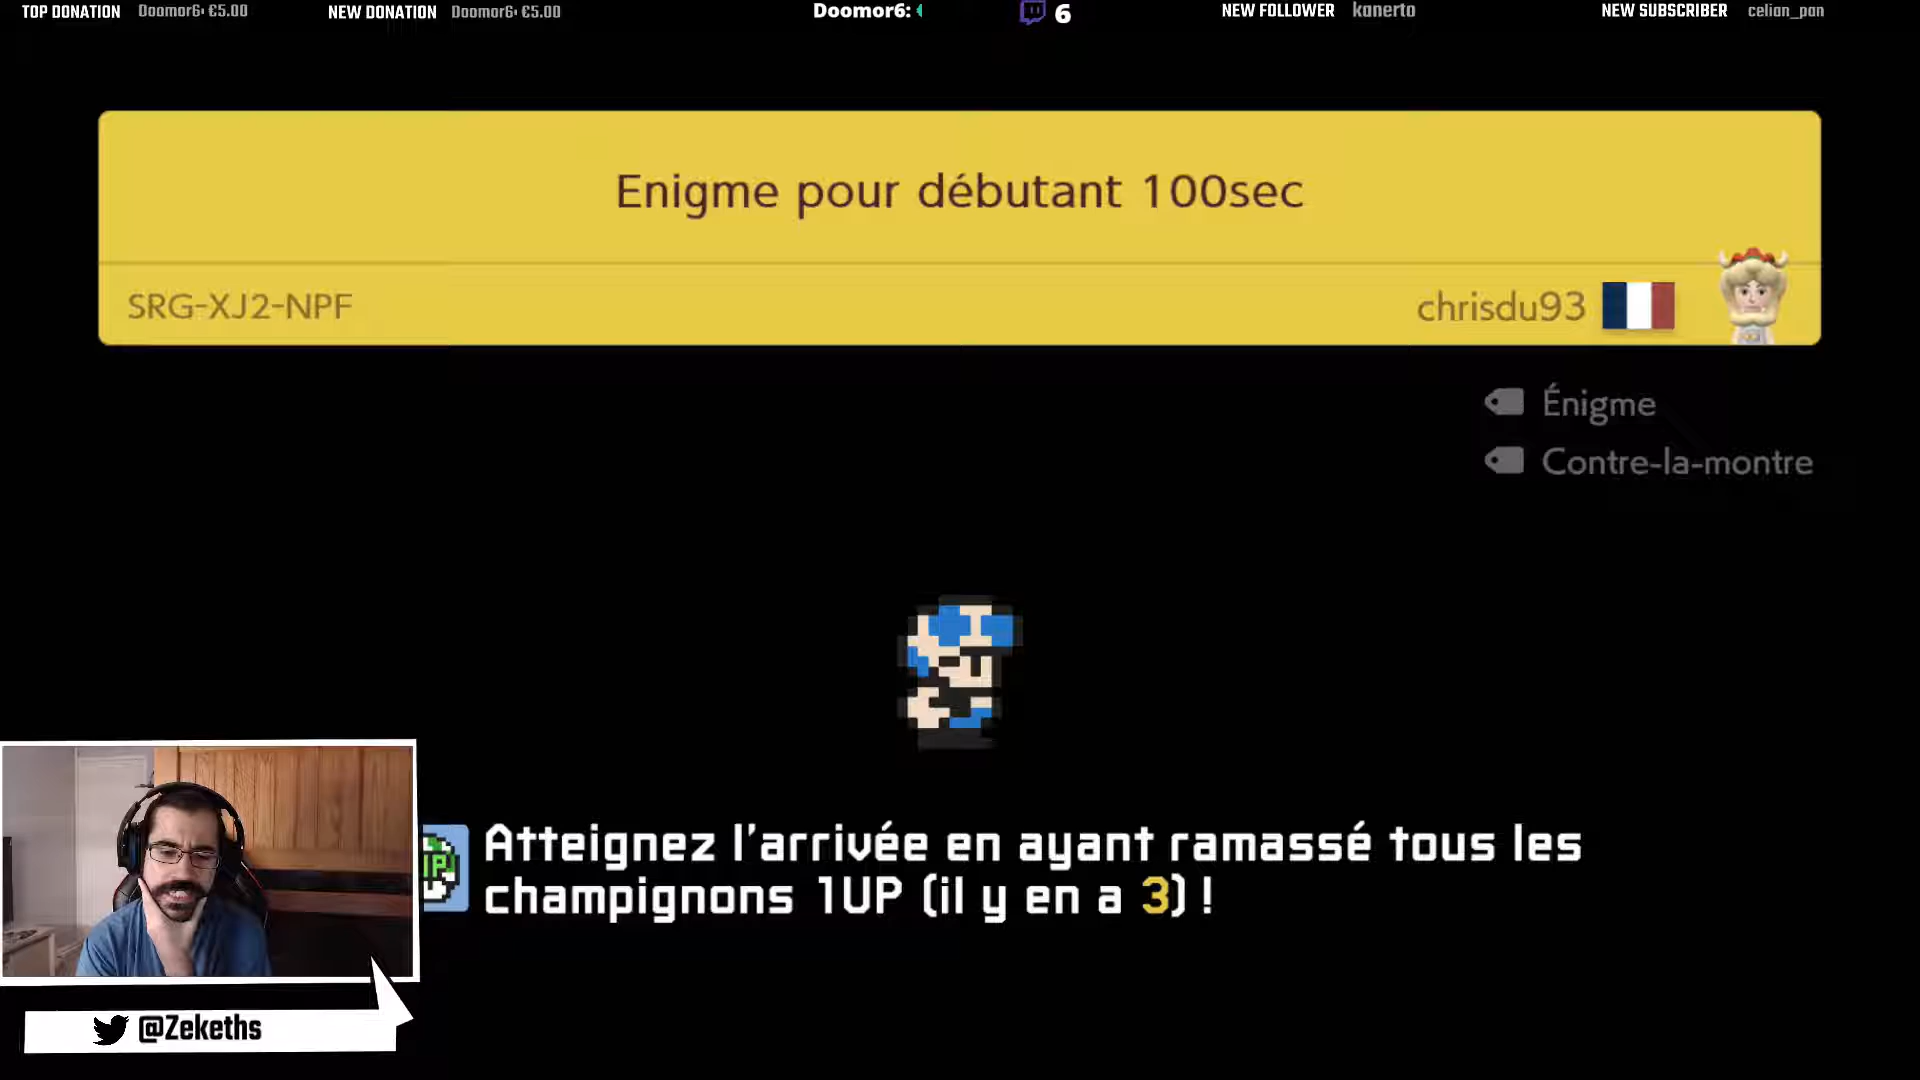 TOP DONATION Doomor6: €5.00 NEW DONATION Doomor6: €5.00 Doomor6: 6 NEW FOLLOWER kanerto NEW SUBSCRIBER celian_pan
Enigme pour débutant 100sec
SRG-XJ2-NPF chrisdu93
Énigme
Contre-la-montre
Atteignez l'arrivée en ayant ramassé tous les
champignons 1UP (il y en a 3) !
@Zekeths